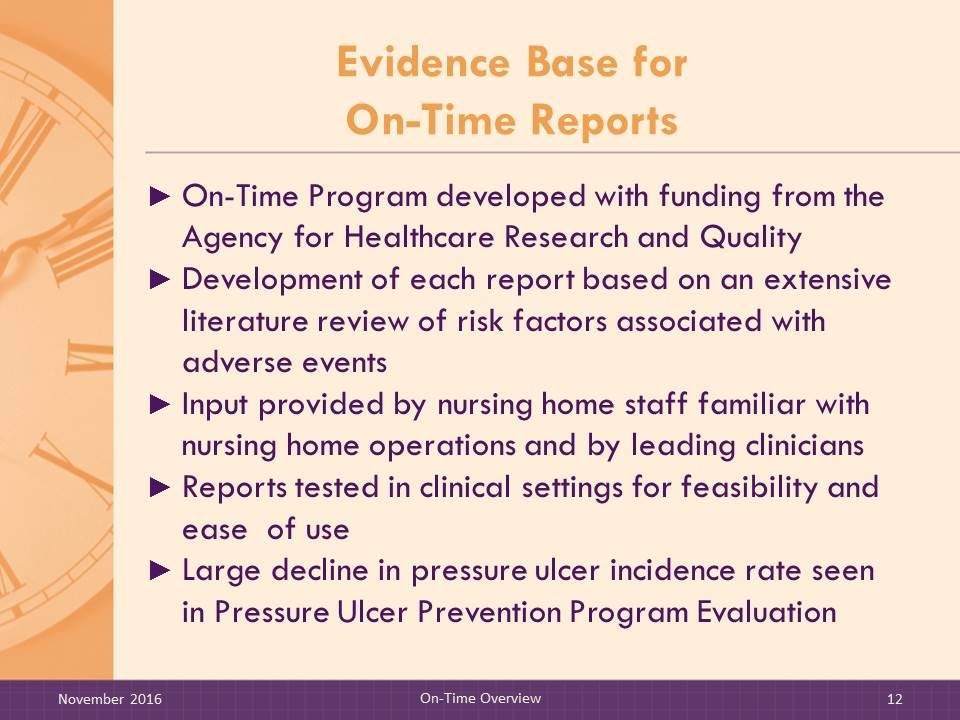 Evidence Base for
On-Time Reports
► On-Time Program developed with funding from the
Agency for Healthcare Research and Quality
► Development of each report based on an extensive
literature review of risk factors associated with
adverse events
► Input provided by nursing home staff familiar with
nursing home operations and by leading clinicians
► Reports tested in clinical settings for feasibility and
ease  of use
► Large decline in pressure ulcer incidence rate seen
in Pressure Ulcer Prevention Program Evaluation
November 2016
On-Time Overview
12